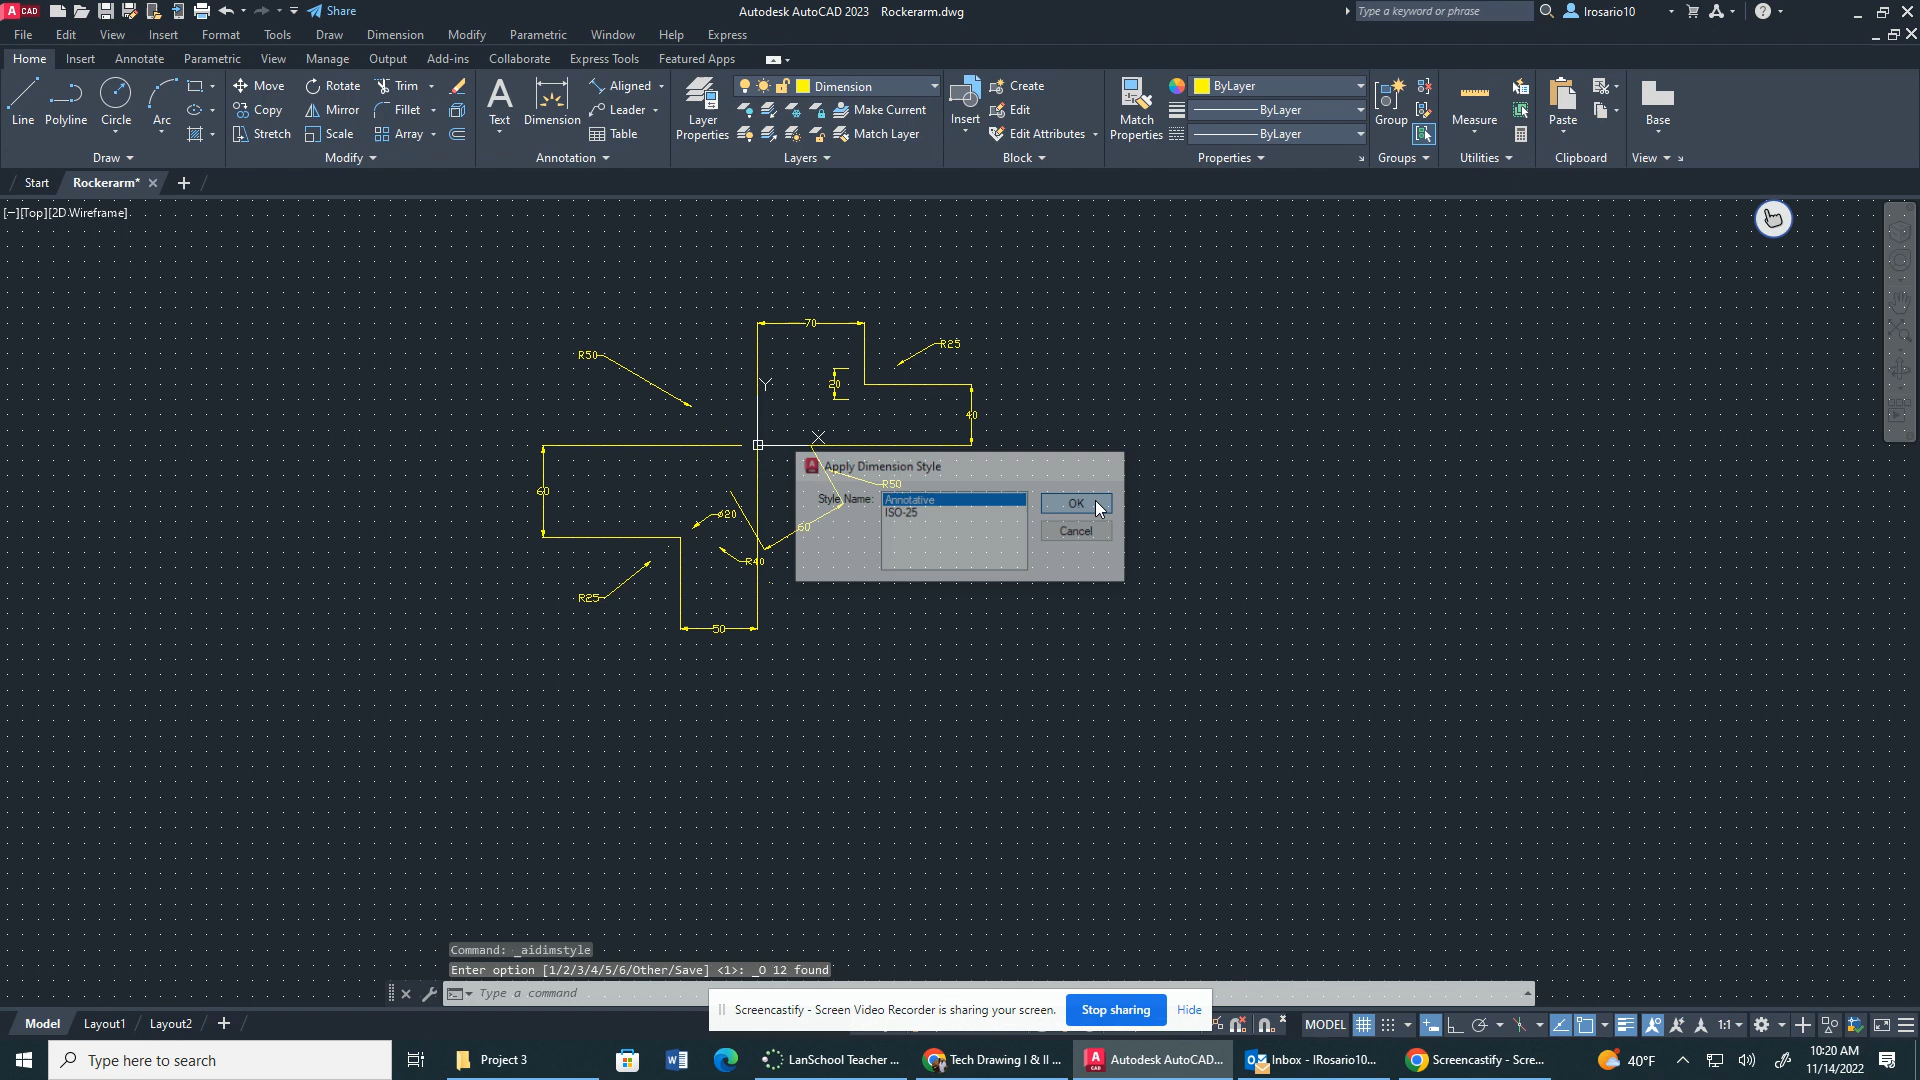 CAD Share Autodesk AutoCAD 2023 Rockerarm.dwg Type a keyword or phrase lrosario10
File Edit View Insert Format Tools Draw Dimension Modify Parametric Window Help Express
Home Insert Annotate Parametric View Manage Output Add-ins Collaborate Express Tools Featured Apps
Move Rotate Trim Aligned Dimension Create ByLayer
Line Polyline Circle Arc Copy Mirror Fillet Text Dimension Leader Layer Properties Make Current Insert Edit Match Properties ByLayer Group Measure Paste Base
Stretch Scale Array Table Match Layer Edit Attributes ByLayer
Draw Modify Annotation Layers Block Properties Groups Utilities Clipboard View
Start Rockerarm*
[−][Top][2D Wireframe]
70
R25
R50
Y
20
40
X
Apply Dimension Style
R50
60
Style Name: Annotative OK
ISO-25
ø20
60
Cancel
R40
R25
50
Command: _aidimstyle
Enter option [1/2/3/4/5/6/Other/Save] <1>: _O 12 found
Type a command
Screencastify - Screen Video Recorder is sharing your screen. Stop sharing Hide
Model Layout1 Layout2 MODEL 1:1
Type here to search Project 3 LanSchool Teacher ... Tech Drawing I & II ... Autodesk AutoCAD... Inbox - IRosario10... Screencastify - Scre... 40°F 10:20 AM
11/14/2022